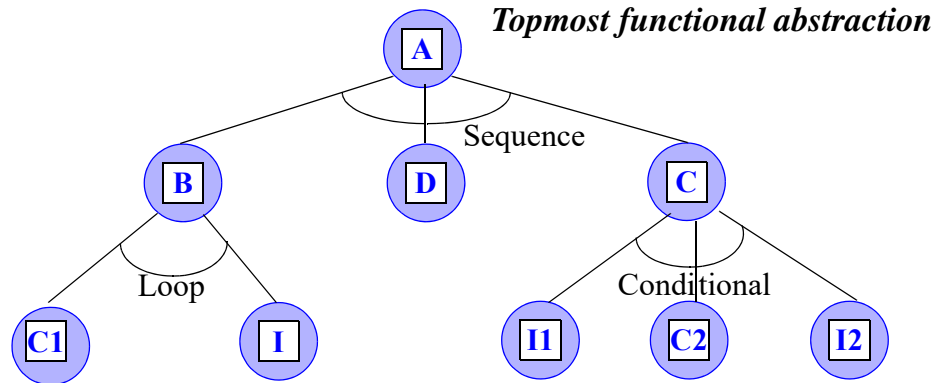 Topmost functional abstraction
A
Sequence
B
D
C
Loop
Conditional
C1
I
I1
C2
I2